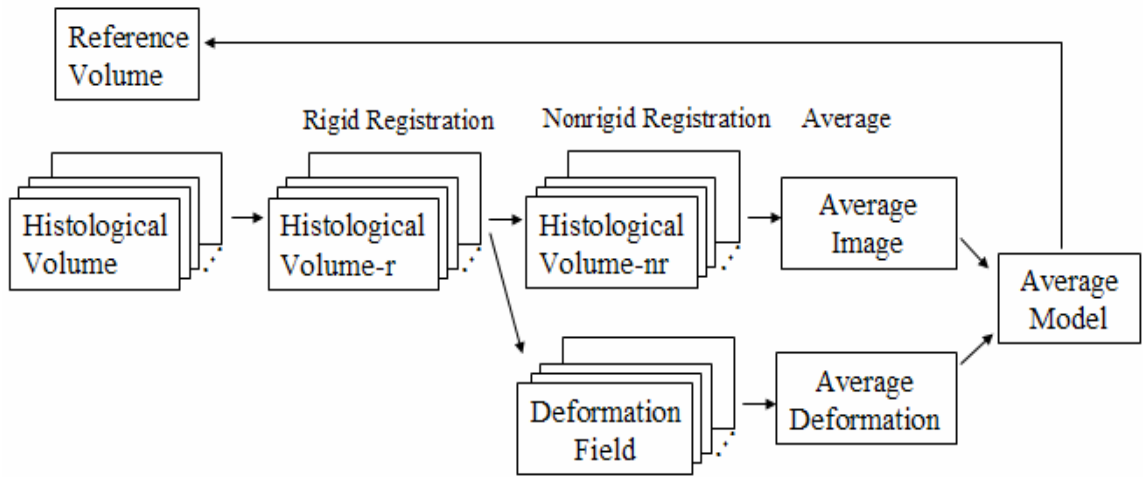 Reference
Volume
Rigid Registration
Nonrigid Registration
Average
Histological
Volume
Histological
Volume-r
Histological
Volume-nr
Average
Image
Average
Model
Deformation
Field
Average
Deformation